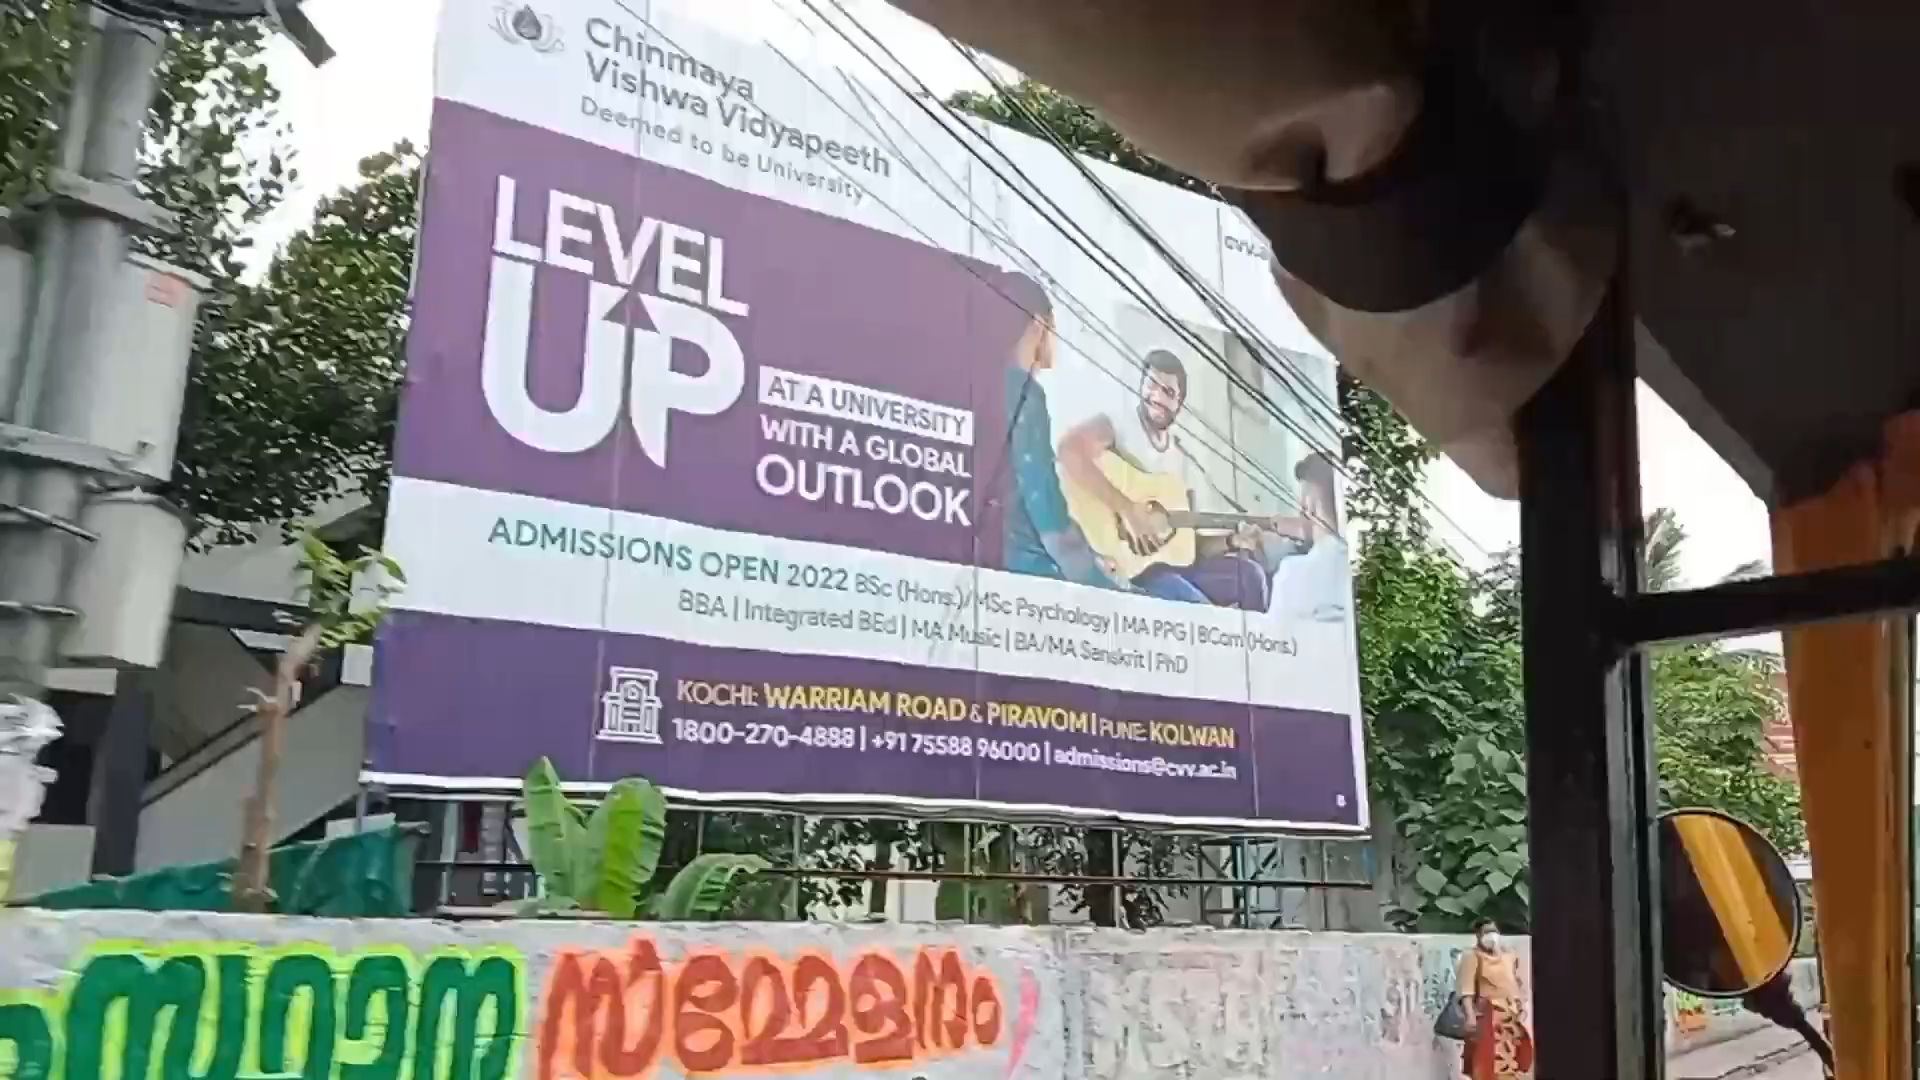 Chinmaya
Vishwa Vidyapeeth
Deemed to be University
LEVEL
UP
AT A UNIVERSITY
WITH A GLOBAL
OUTLOOK
ADMISSIONS OPEN 2022 BSc (Hons.)/MSc Psychology | MA PPG | BCom (Hons.)
BBA | Integrated BEd | MA Music | BA/MA Sanskrit | PhD
KOCHI: WARRIAM ROAD & PIRAVOM | PUNE: KOLWAN
1800-270-4888 | +91 75588 96000 | admissions@cvv.ac.in
സമ്മേളനം